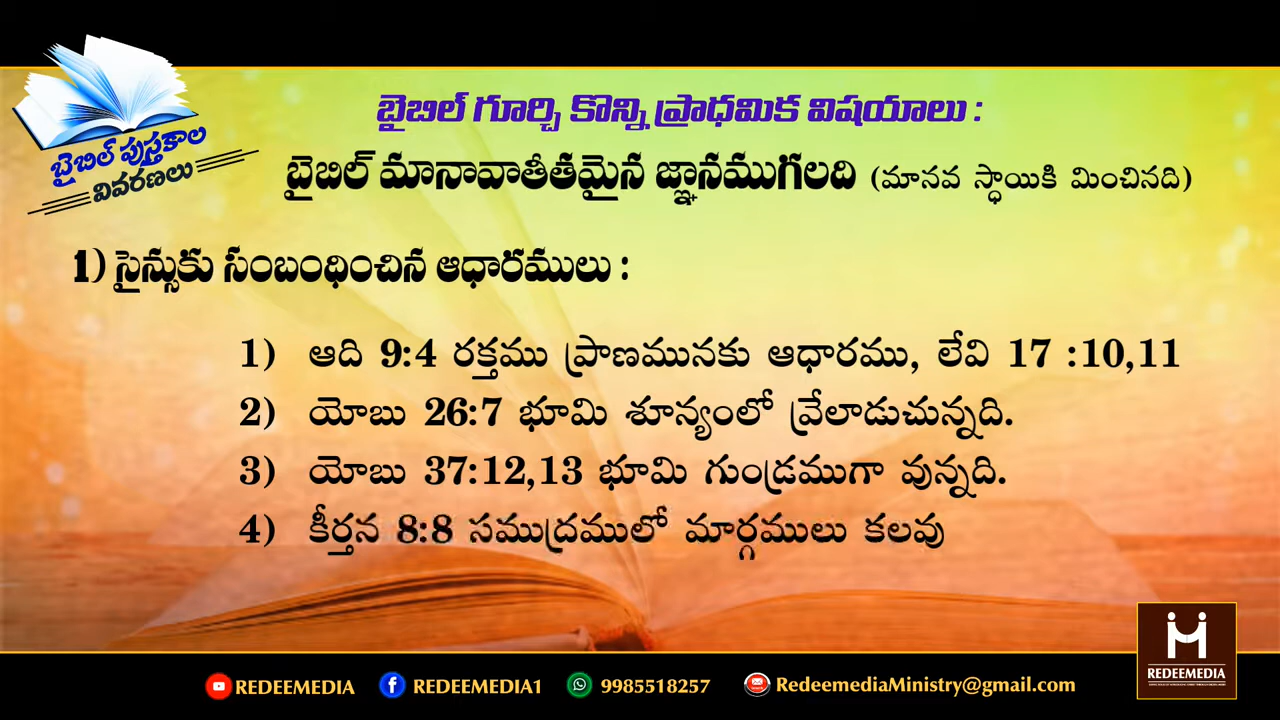 బైబిల్ పుస్తకాల
వివరణలు
బైబిల్ గూర్చి కొన్ని ప్రాధమిక విషయాలు :
బైబిల్ మానావాతీతమైన జ్ఞానముగలది (మానవ స్ధాయికి మించినది)
1) సైన్సుకు సంబంధించిన ఆధారములు :
1) ఆది 9:4 రక్తము ప్రాణమునకు ఆధారము, లేవి 17 :10,11
2) యోబు 26:7 భూమి శూన్యంలో వ్రేలాడుచున్నది.
3) యోబు 37:12,13 భూమి గుండ్రముగా వున్నది.
4) కీర్తన 8:8 సముద్రములో మార్గములు కలవు
REDEEMEDIA
REDEEMEDIA REDEEMEDIA1 9985518257 RedeemediaMinistry@gmail.com